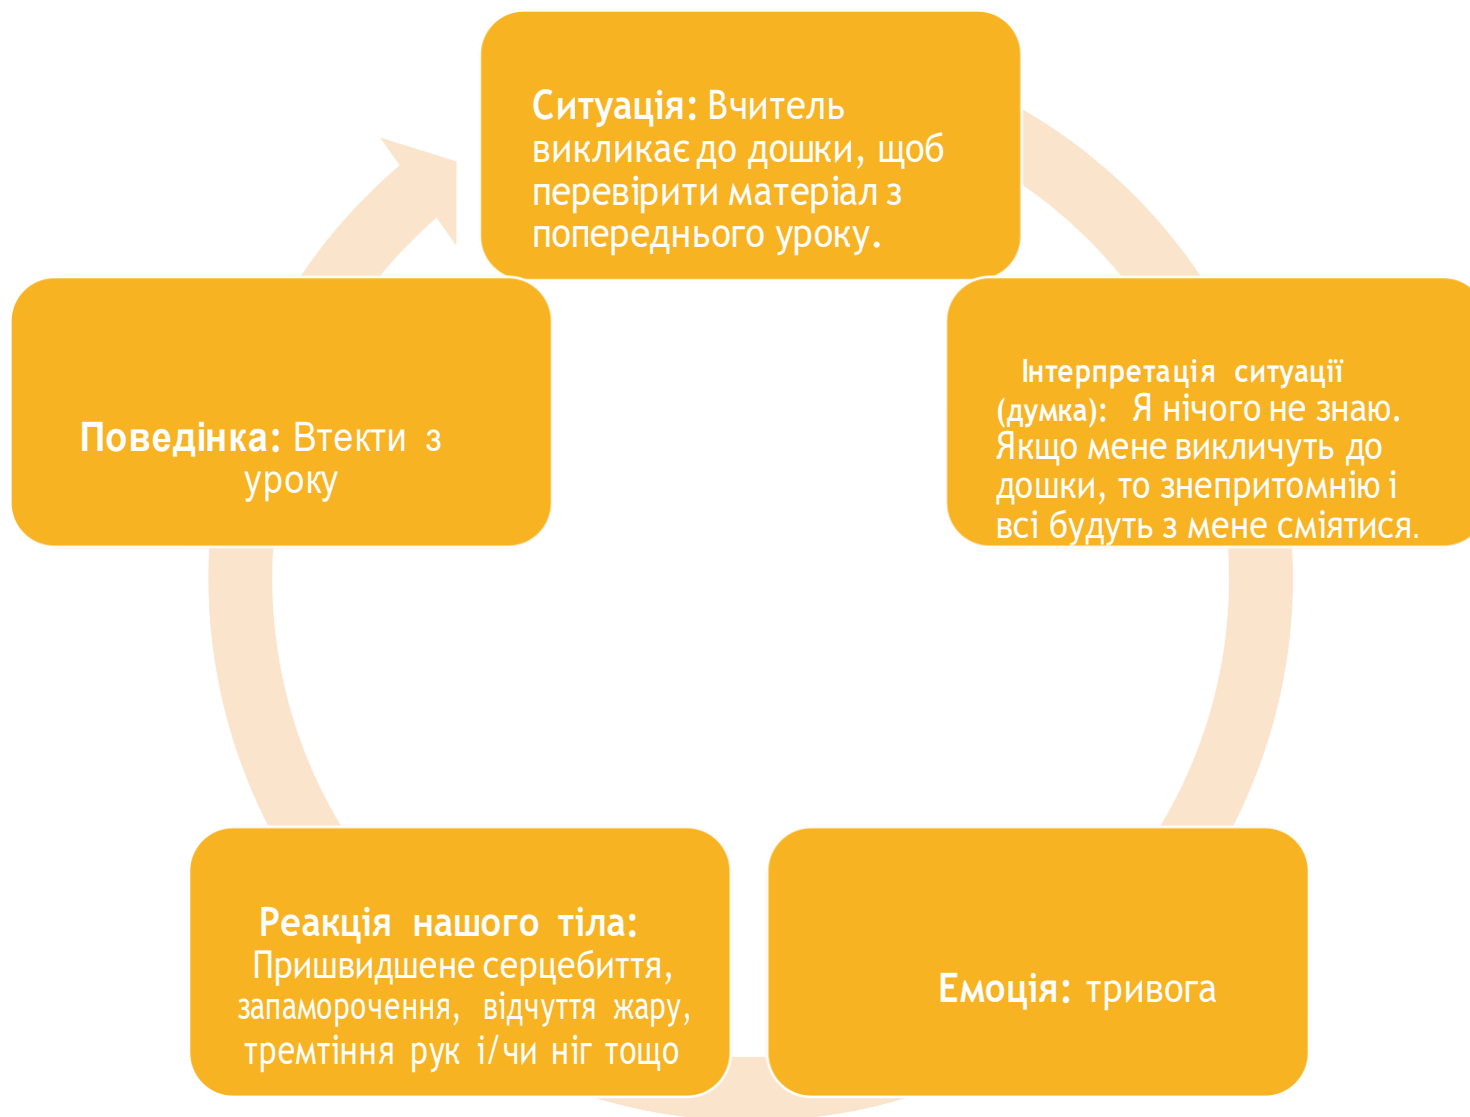 Ситуація: Вчитель
викликає до дошки, щоб
перевірити матеріал з
попереднього уроку.
Інтерпретація ситуації
(думка): Я нічого не знаю.
Якщо мене викличуть до
дошки, то знепритомнію і
всі будуть з мене сміятися.
Емоція: тривога
Реакція нашого тіла:
Пришвидшене серцебиття,
запаморочення, відчуття жару,
тремтіння рук і/чи ніг тощо
Поведінка: Втекти з
уроку